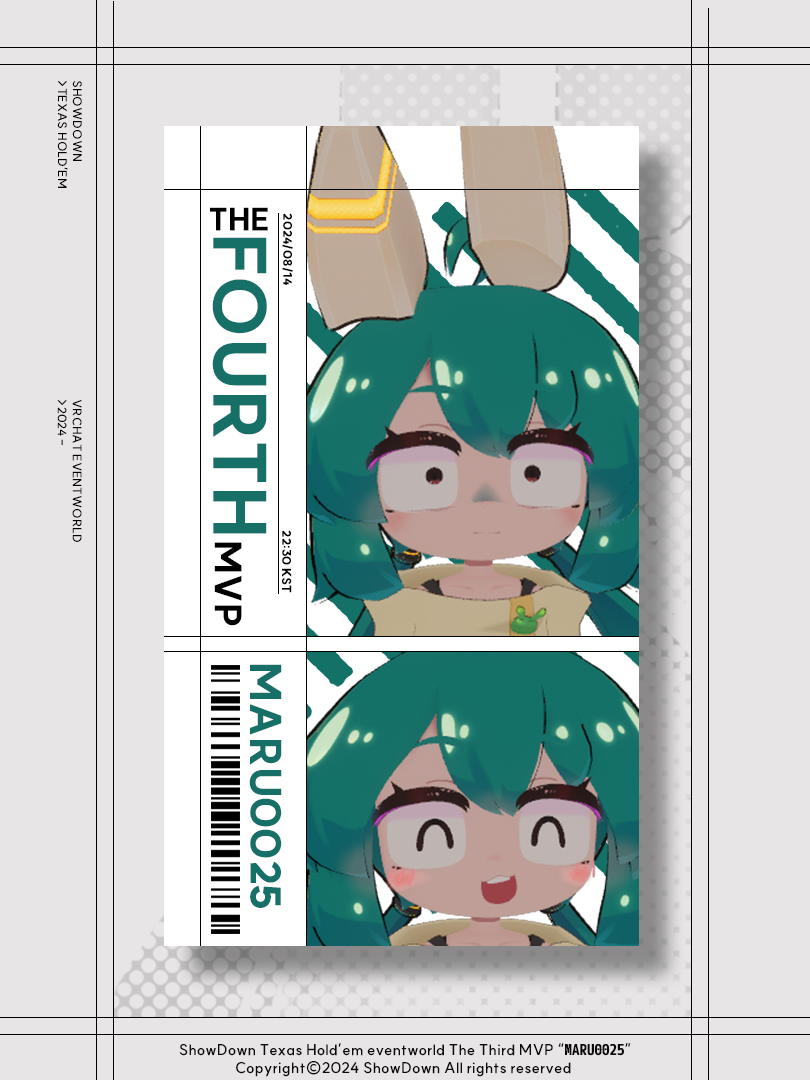 SHOWDOWN
>TEXAS HOLD'EM
VRCHAT EVENTWORLD
>2024 -
THE
FOURTH
MVP
2024/08/14
22:30 KST
MARU0025
ShowDown Texas Hold'em eventworld The Third MVP "MARU0025"
Copyright©2024 ShowDown All rights reserved